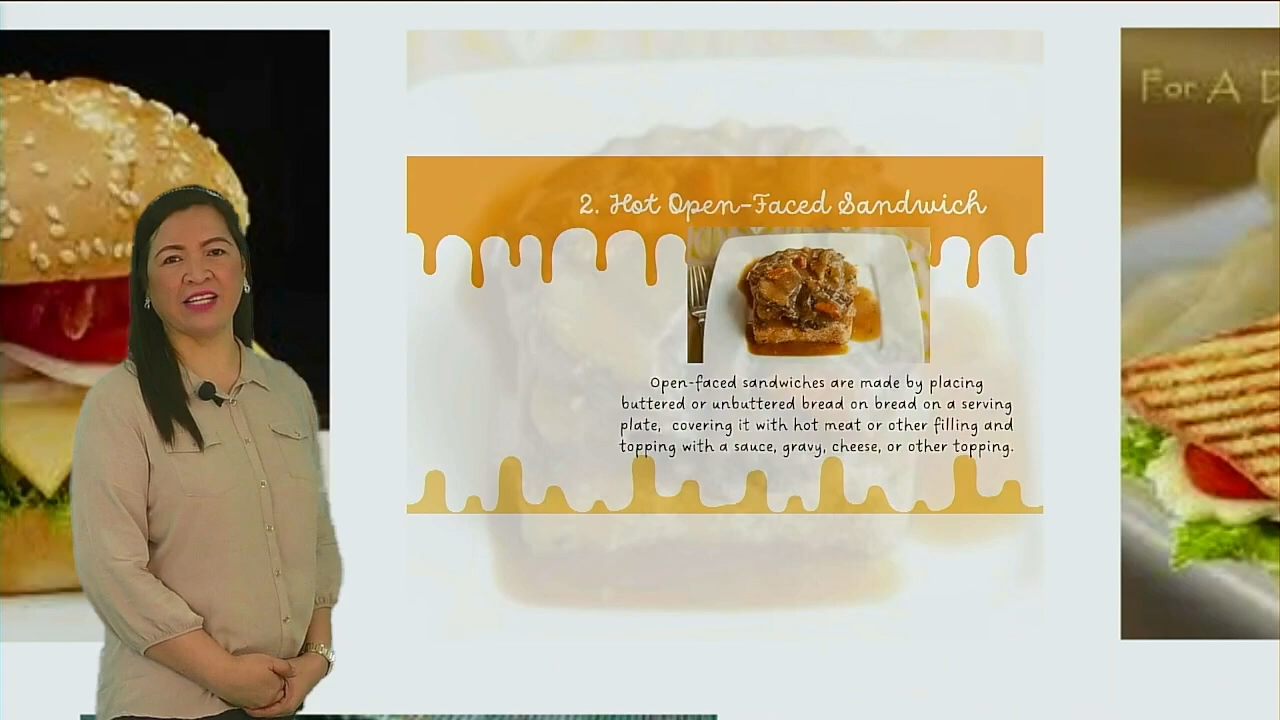 For A
2. Hot Open-Faced Sandwich
Open-faced sandwiches are made by placing
buttered or unbuttered bread on bread on a serving
plate, covering it with hot meat or other filling and
topping with a sauce, gravy, cheese, or other topping.